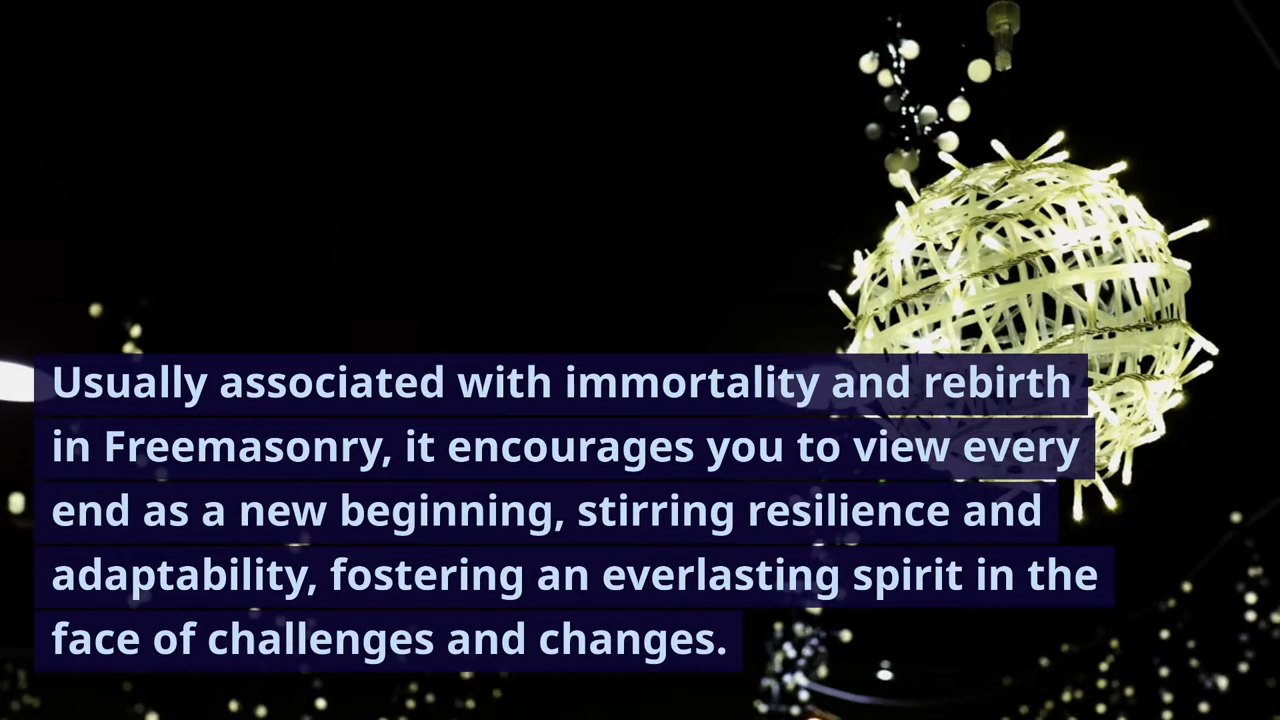 Usually associated with immortality and rebirth
in Freemasonry, it encourages you to view every
end as a new beginning, stirring resilience and
adaptability, fostering an everlasting spirit in the
face of challenges and changes.